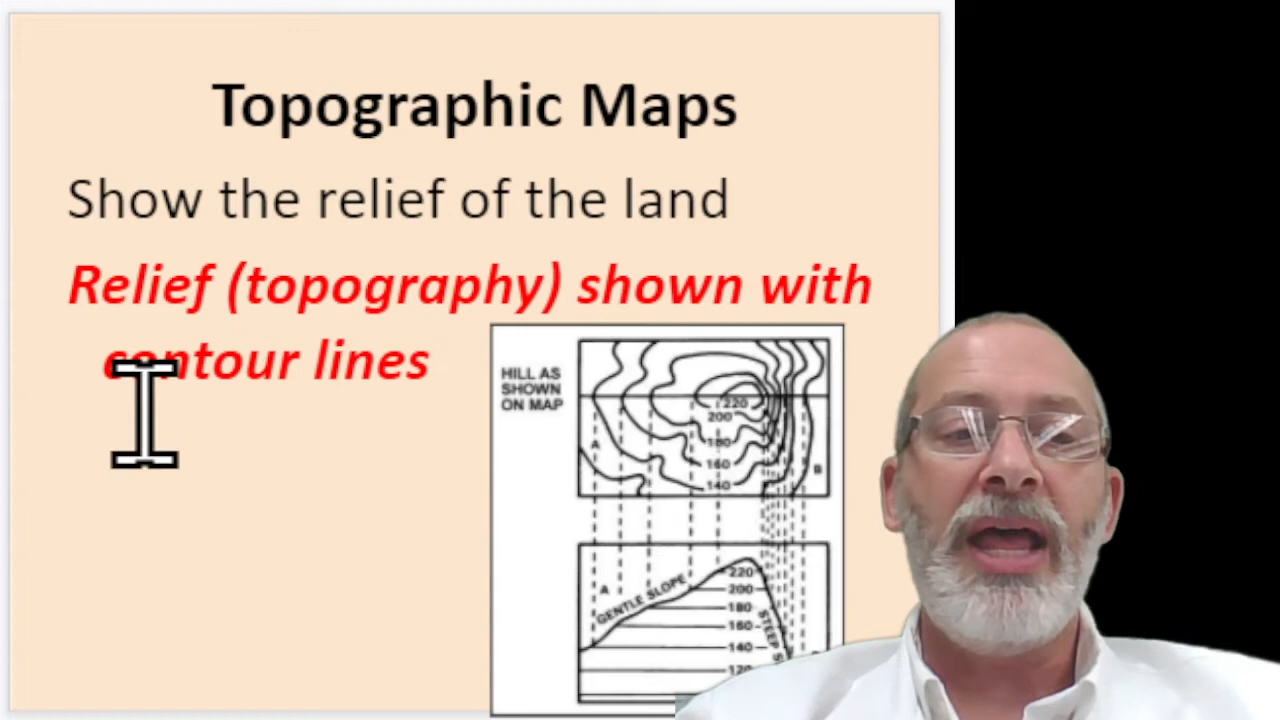 Topographic Maps
Show the relief of the land
Relief (topography) shown with
contour lines
HILL AS
SHOWN
ON MAP
220
200
180
160
140
A
B
A
GENTLE SLOPE
220
200
180
160
140
STEEP